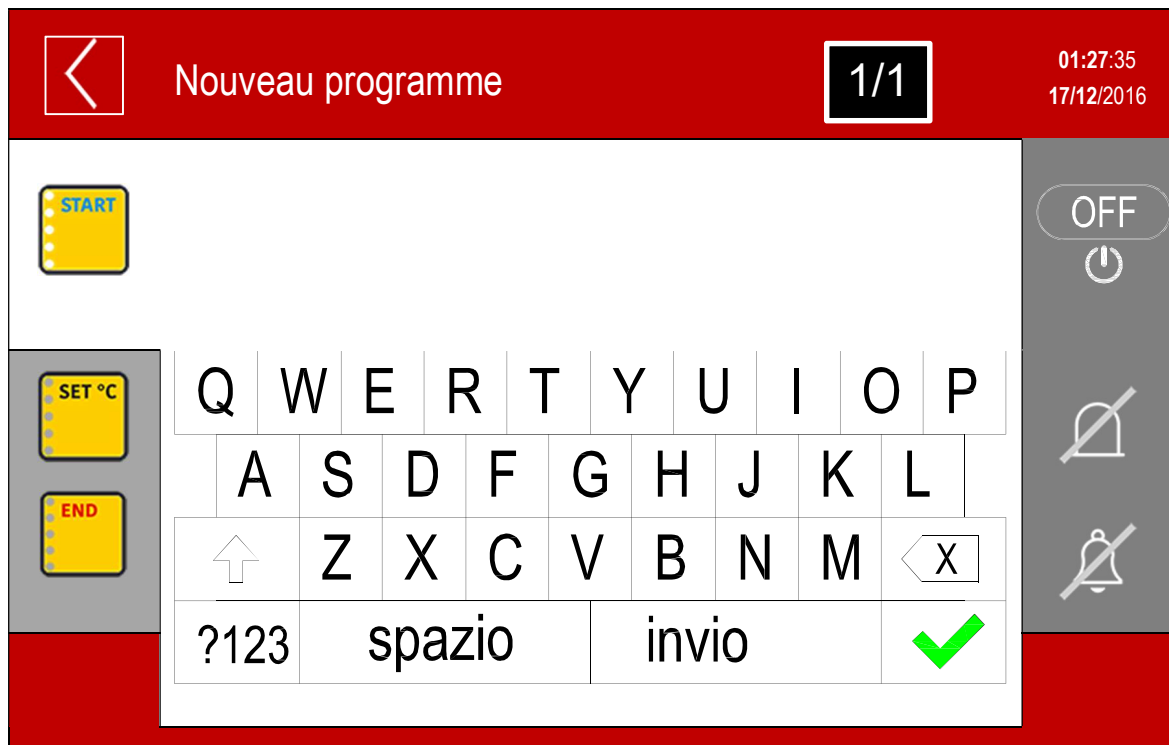 Nouveau programme
1/1
01:27:35
17/12/2016
START
OFF
SET °C
END
Q W E R T Y U I O P
A S D F G H J K L
Z X C V B N M X
?123 spazio invio